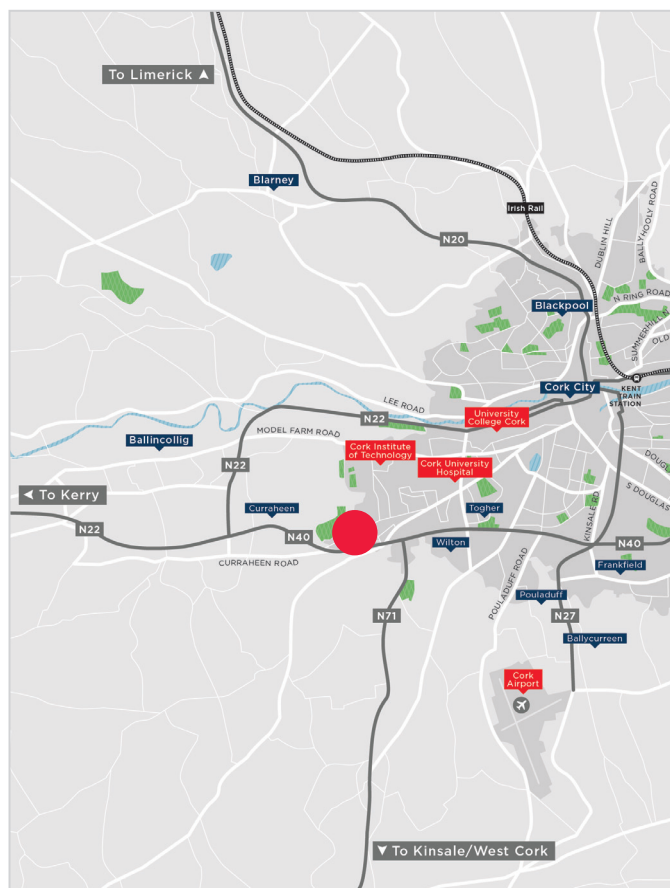 To Limerick
Blarney
Irish Rail
DUBLIN HILL
BALLYHOOLY ROAD
N20
N RING ROAD
Blackpool
SUMMERHILL N
OLD
KENT
TRAIN
STATION
Cork City
LEE ROAD
University
College Cork
N22
MODEL FARM ROAD
Ballincollig
Cork Institute
of Technology
Cork University
Hospital
N22
DOUG
S DOUGLAS
To Kerry
N22
Curraheen
Togher
KINSALE RD
N40
Wilton
N40
CURRAHEEN ROAD
POULADUFF ROAD
Frankfield
Pouladuff
N71
N27
Ballycurreen
Cork
Airport
To Kinsale/West Cork